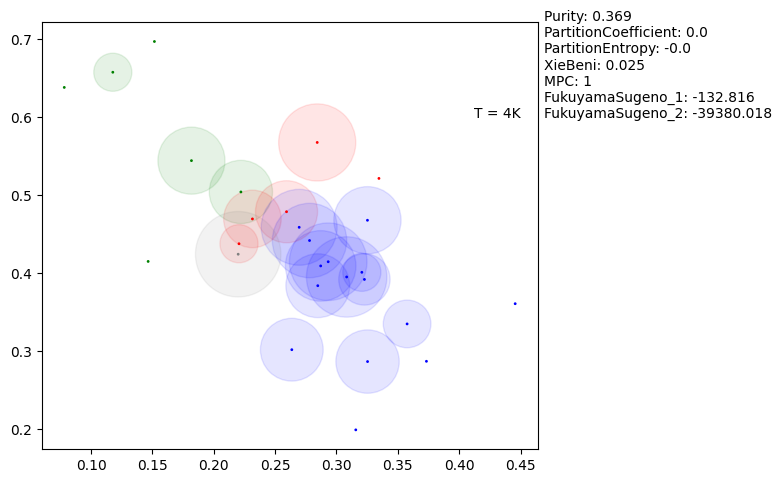 Purity: 0.369
PartitionCoefficient: 0.0
PartitionEntropy: -0.0
XieBeni: 0.025
MPC: 1
FukuyamaSugeno_1: -132.816
FukuyamaSugeno_2: -39380.018
T = 4K
0.7
0.6
0.5
0.4
0.3
0.2
0.10 0.15 0.20 0.25 0.30 0.35 0.40 0.45